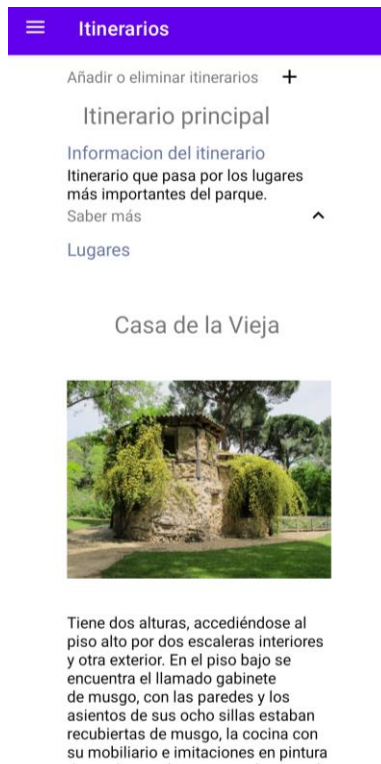 Itinerarios
Añadir o eliminar itinerarios +
Itinerario principal
Informacion del itinerario
Itinerario que pasa por los lugares
más importantes del parque.
Saber más
Lugares
Casa de la Vieja
Tiene dos alturas, accediéndose al
piso alto por dos escaleras interiores
y otra exterior. En el piso bajo se
encuentra el llamado gabinete
de musgo, con las paredes y los
asientos de sus ocho sillas estaban
recubiertas de musgo, la cocina con
su mobiliario e imitaciones en pintura